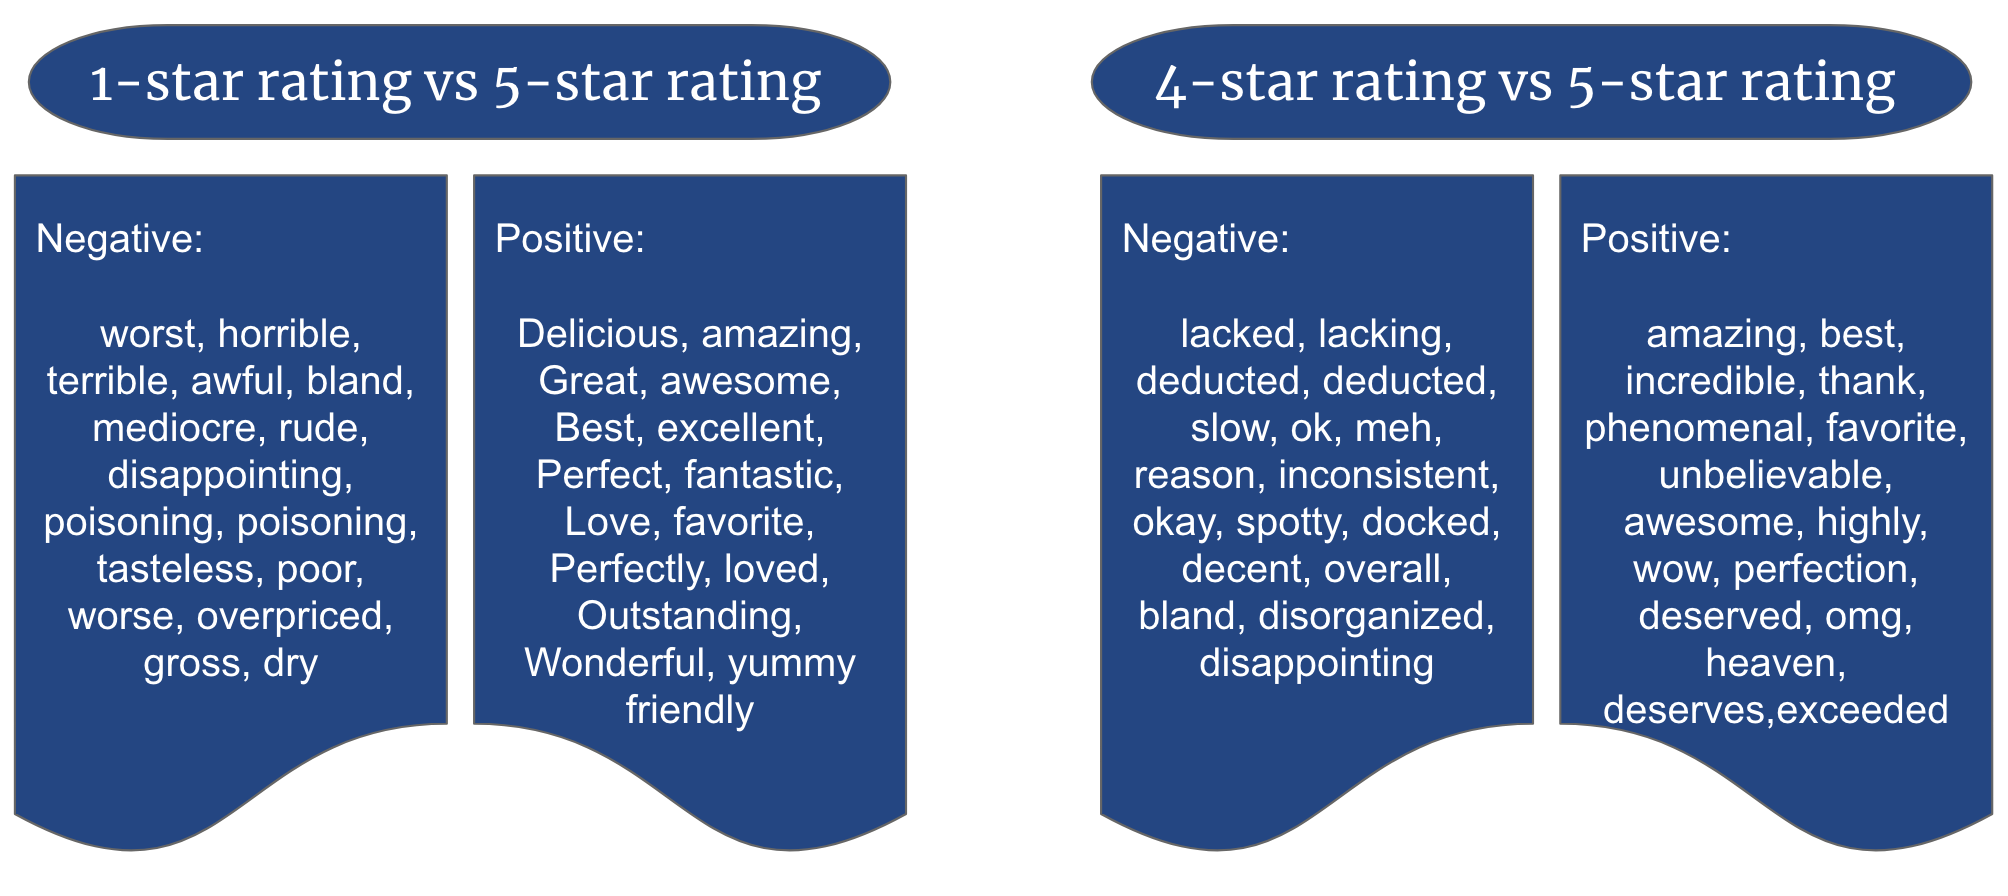 1-star rating vs 5-star rating
Negative:
worst, horrible,
terrible, awful, bland,
mediocre, rude,
disappointing,
poisoning, poisoning,
tasteless, poor,
worse, overpriced,
gross, dry
Positive:
Delicious, amazing,
Great, awesome,
Best, excellent,
Perfect, fantastic,
Love, favorite,
Perfectly, loved,
Outstanding,
Wonderful, yummy
friendly
4-star rating vs 5-star rating
Negative:
lacked, lacking,
deducted, deducted,
slow, ok, meh,
reason, inconsistent,
okay, spotty, docked,
decent, overall,
bland, disorganized,
disappointing
Positive:
amazing, best,
incredible, thank,
phenomenal, favorite,
unbelievable,
awesome, highly,
wow, perfection,
deserved, omg,
heaven,
deserves,exceeded